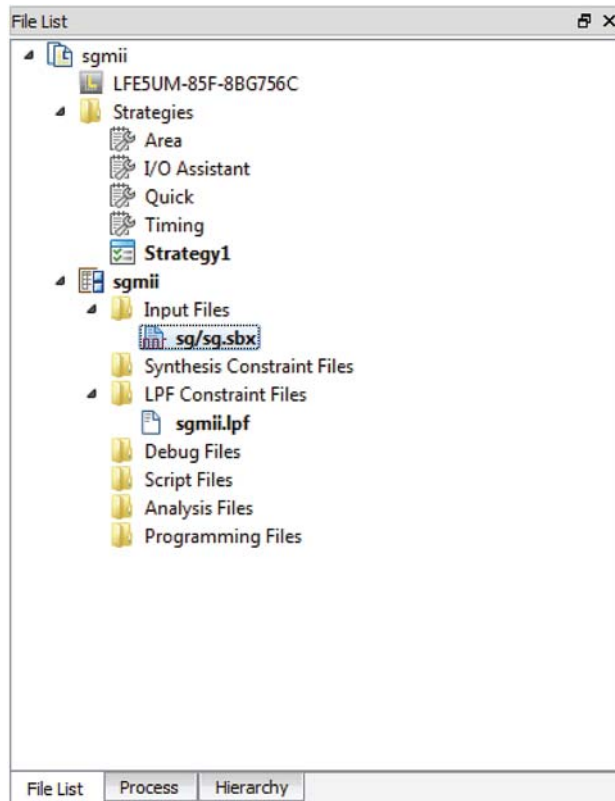 File List
sgmii
LFE5UM-85F-8BG756C
Strategies
Area
I/O Assistant
Quick
Timing
Strategy1
sgmii
Input Files
sg/sg.sbx
Synthesis Constraint Files
LPF Constraint Files
sgmii.lpf
Debug Files
Script Files
Analysis Files
Programming Files
File List Process Hierarchy